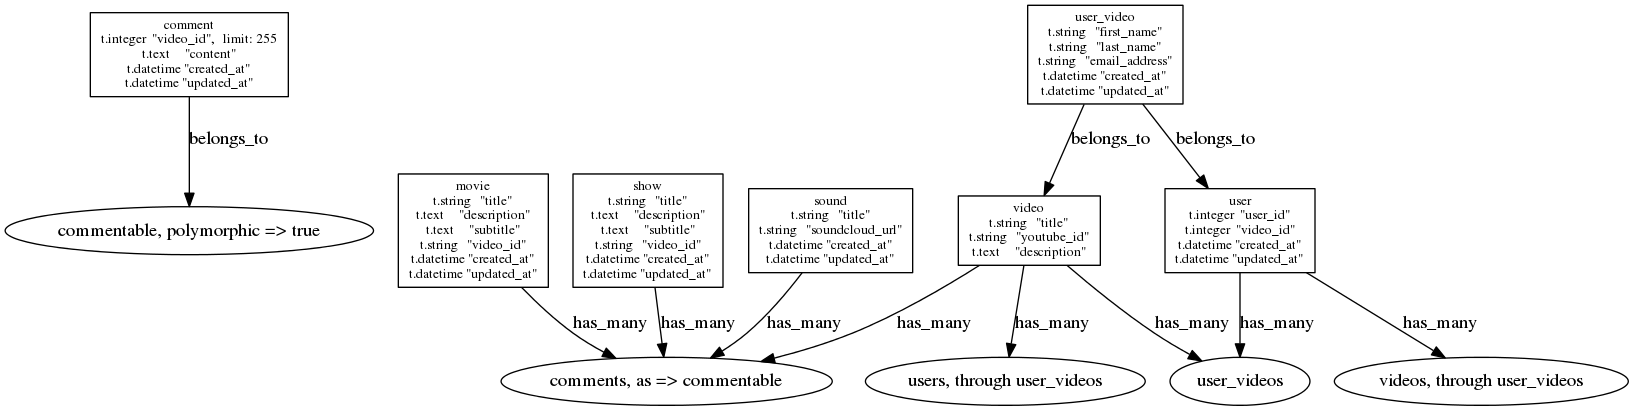 comment
t.integer "video_id", limit: 255
t.text "content"
t.datetime "created_at"
t.datetime "updated_at"
user_video
t.string "first_name"
t.string "last_name"
t.string "email_address"
t.datetime "created_at"
t.datetime "updated_at"
belongs_to
belongs_to
belongs_to
movie
t.string "title"
t.text "description"
t.text "subtitle"
t.string "video_id"
t.datetime "created_at"
t.datetime "updated_at"
show
t.string "title"
t.text "description"
t.text "subtitle"
t.string "video_id"
t.datetime "created_at"
t.datetime "updated_at"
sound
t.string "title"
t.string "soundcloud_url"
t.datetime "created_at"
t.datetime "updated_at"
video
t.string "title"
t.string "youtube_id"
t.text "description"
user
t.integer "user_id"
t.integer "video_id"
t.datetime "created_at"
t.datetime "updated_at"
commentable, polymorphic => true
has_many
has_many
has_many
has_many
has_many
has_many
has_many
has_many
comments, as => commentable
users, through user_videos
user_videos
videos, through user_videos